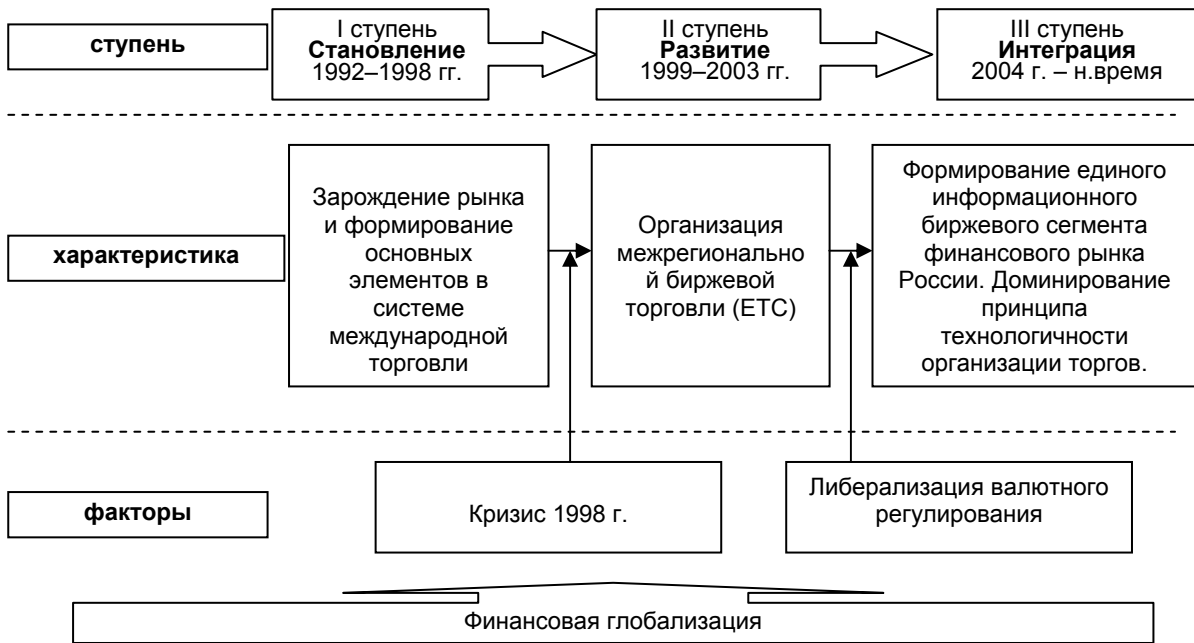 ступень
I ступень
Становление
1992–1998 гг.
II ступень
Развитие
1999–2003 гг.
III ступень
Интеграция
2004 г. – н.время
характеристика
Зарождение рынка
и формирование
основных
элементов в
системе
международной
торговли
Организация
межрегионально
й биржевой
торговли (ЕТС)
Формирование единого
информационного
биржевого сегмента
финансового рынка
России. Доминирование
принципа
технологичности
организации торгов.
факторы
Кризис 1998 г.
Либерализация валютного
регулирования
Финансовая глобализация